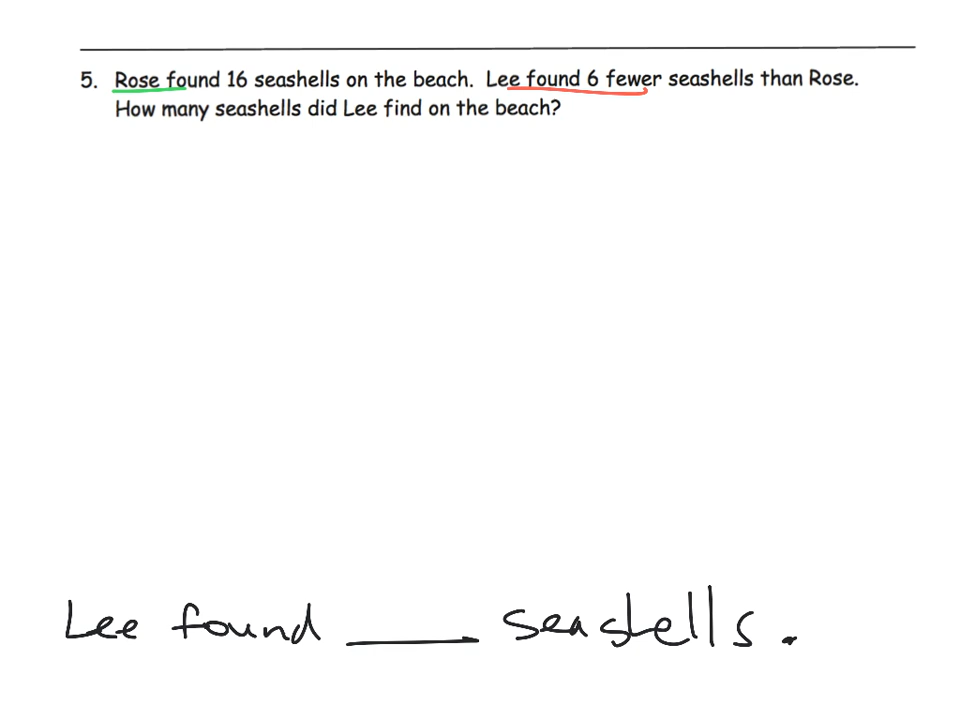 5. Rose found 16 seashells on the beach. Lee found 6 fewer seashells than Rose.
How many seashells did Lee find on the beach?
Lee found ____ seashells.